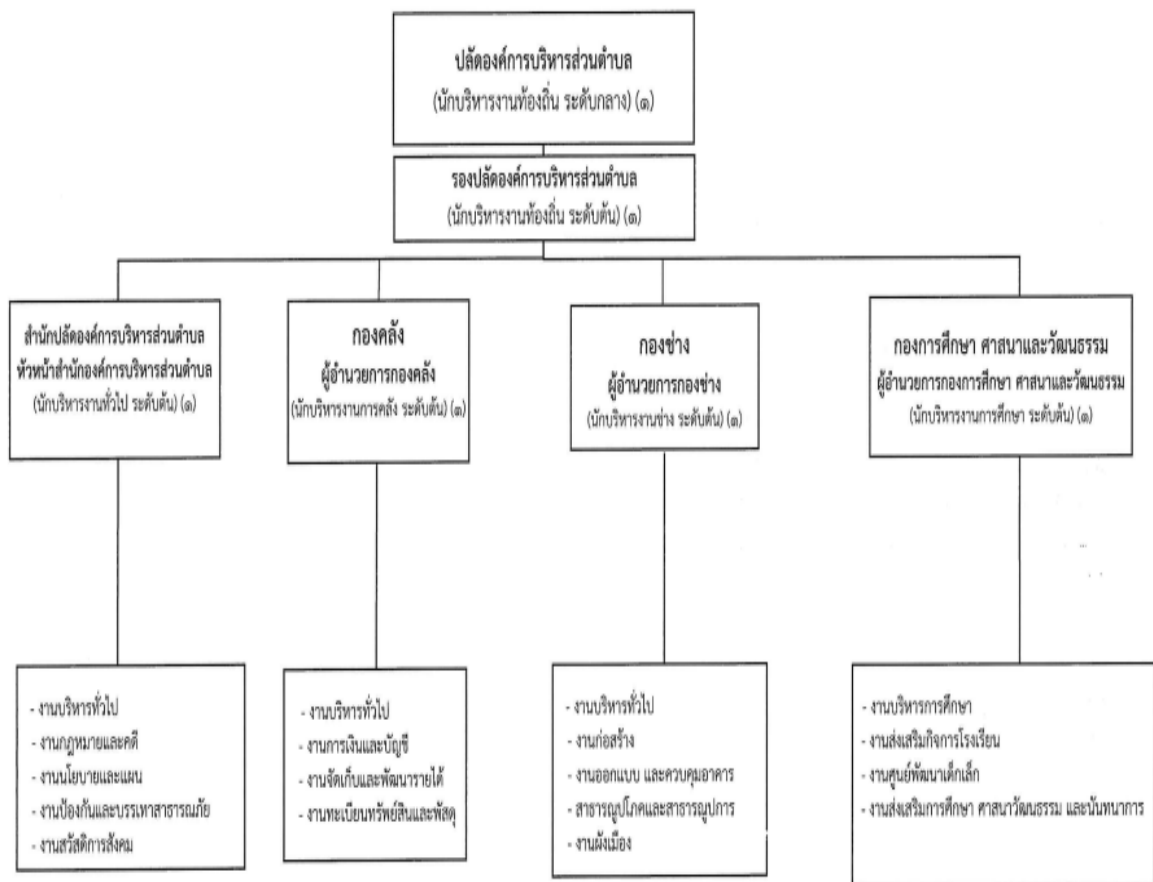 ปลัดองค์การบริหารส่วนตำบล
(นักบริหารงานท้องถิ่น ระดับกลาง) (๑)
รองปลัดองค์การบริหารส่วนตำบล
(นักบริหารงานท้องถิ่น ระดับต้น) (๑)
สำนักปลัดองค์การบริหารส่วนตำบล
หัวหน้าสำนักองค์การบริหารส่วนตำบล
(นักบริหารงานทั่วไป ระดับต้น) (๑)
กองคลัง
ผู้อำนวยการกองคลัง
(นักบริหารงานการคลัง ระดับต้น) (๑)
กองช่าง
ผู้อำนวยการกองช่าง
(นักบริหารงานช่าง ระดับต้น) (๑)
กองการศึกษา ศาสนาและวัฒนธรรม
ผู้อำนวยการกองการศึกษา ศาสนาและวัฒนธรรม
(นักบริหารงานการศึกษา ระดับต้น) (๑)
- งานบริหารทั่วไป
- งานกฎหมายและคดี
- งานนโยบายและแผน
- งานป้องกันและบรรเทาสาธารณภัย
- งานสวัสดิการสังคม
- งานบริหารทั่วไป
- งานการเงินและบัญชี
- งานจัดเก็บและพัฒนารายได้
- งานทะเบียนทรัพย์สินและพัสดุ
- งานบริหารทั่วไป
- งานก่อสร้าง
- งานออกแบบ และควบคุมอาคาร
- สาธารณูปโภคและสาธารณูปการ
- งานผังเมือง
- งานบริหารการศึกษา
- งานส่งเสริมกิจการโรงเรียน
- งานศูนย์พัฒนาเด็กเล็ก
- งานส่งเสริมการศึกษา ศาสนาวัฒนธรรม และนันทนาการ